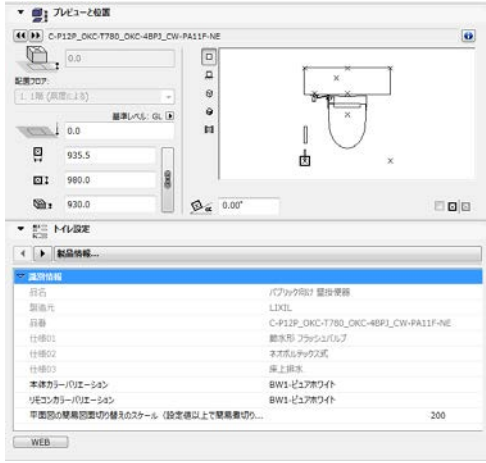 プレビューと位置
C-P12P_OKC-T780_OKC-4BPJ_CW-PA11F-NE
0.0
配置フロア:
基準レベル: GL
0.0
935.5
980.0
930.0
0.00°
トイレ設定
製品情報...
識別情報
品名 パブリック向け 壁掛便器
製造元 LIXIL
品番 C-P12P_OKC-T780_OKC-4BPJ_CW-PA11F-NE
仕様01 節水形 フラッシュバルブ
仕様02 ネオボルテックス式
仕様03 床上排水
本体カラーバリエーション BW1-ピュアホワイト
リモコンカラーバリエーション BW1-ピュアホワイト
平面図の簡易図面切り替えのスケール（設定値以上で簡易書切り... 200
WEB